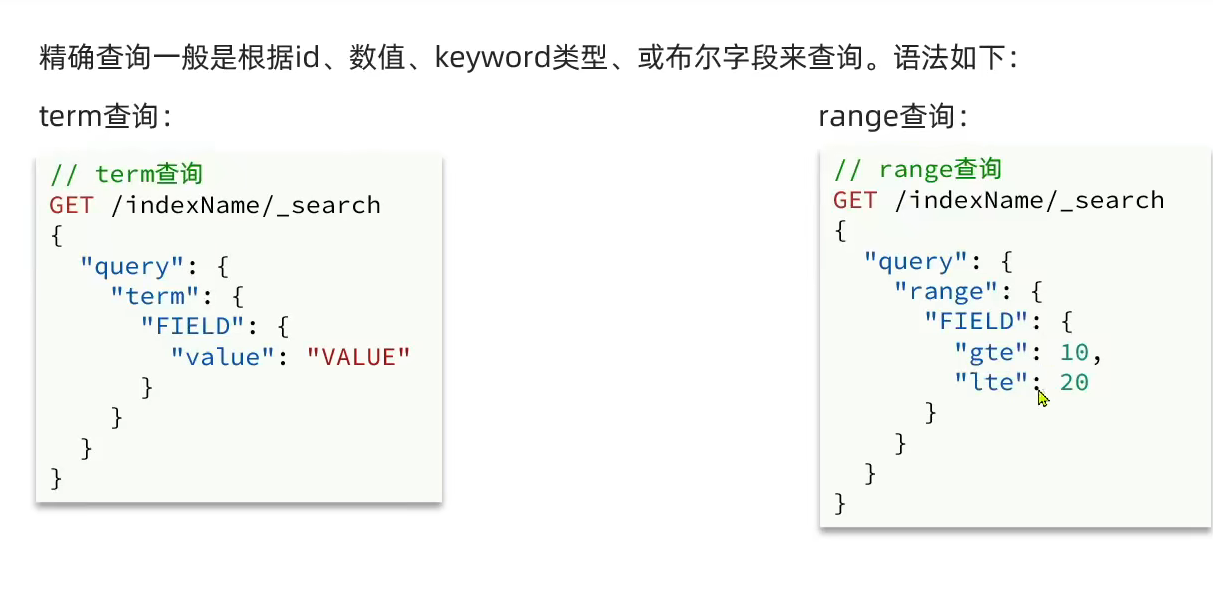 精确查询一般是根据id、数值、keyword类型、或布尔字段来查询。语法如下：
term查询：
// term查询
GET /indexName/_search
{
  "query": {
    "term": {
      "FIELD": {
        "value": "VALUE"
      }
    }
  }
}
range查询：
// range查询
GET /indexName/_search
{
  "query": {
    "range": {
      "FIELD": {
        "gte": 10,
        "lte": 20
      }
    }
  }
}